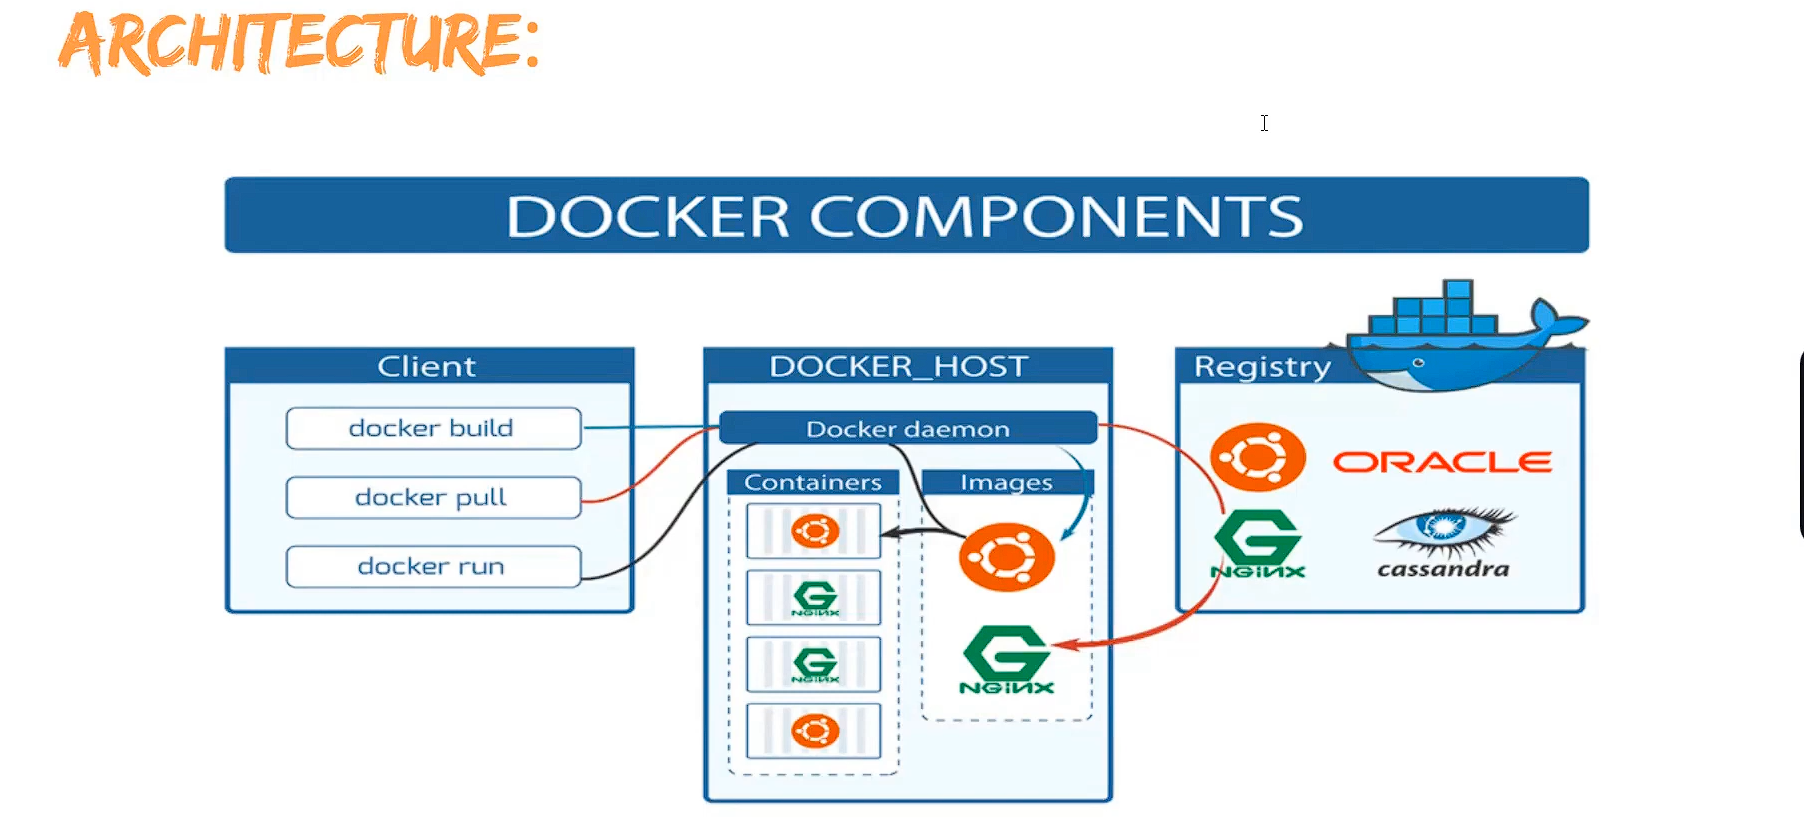 ARCHITECTURE:
DOCKER COMPONENTS
Client
docker build
docker pull
docker run
DOCKER_HOST
Docker daemon
Containers
NGiNX
NGiNX
Images
NGiNX
Registry
ORACLE
NGiNX
cassandra